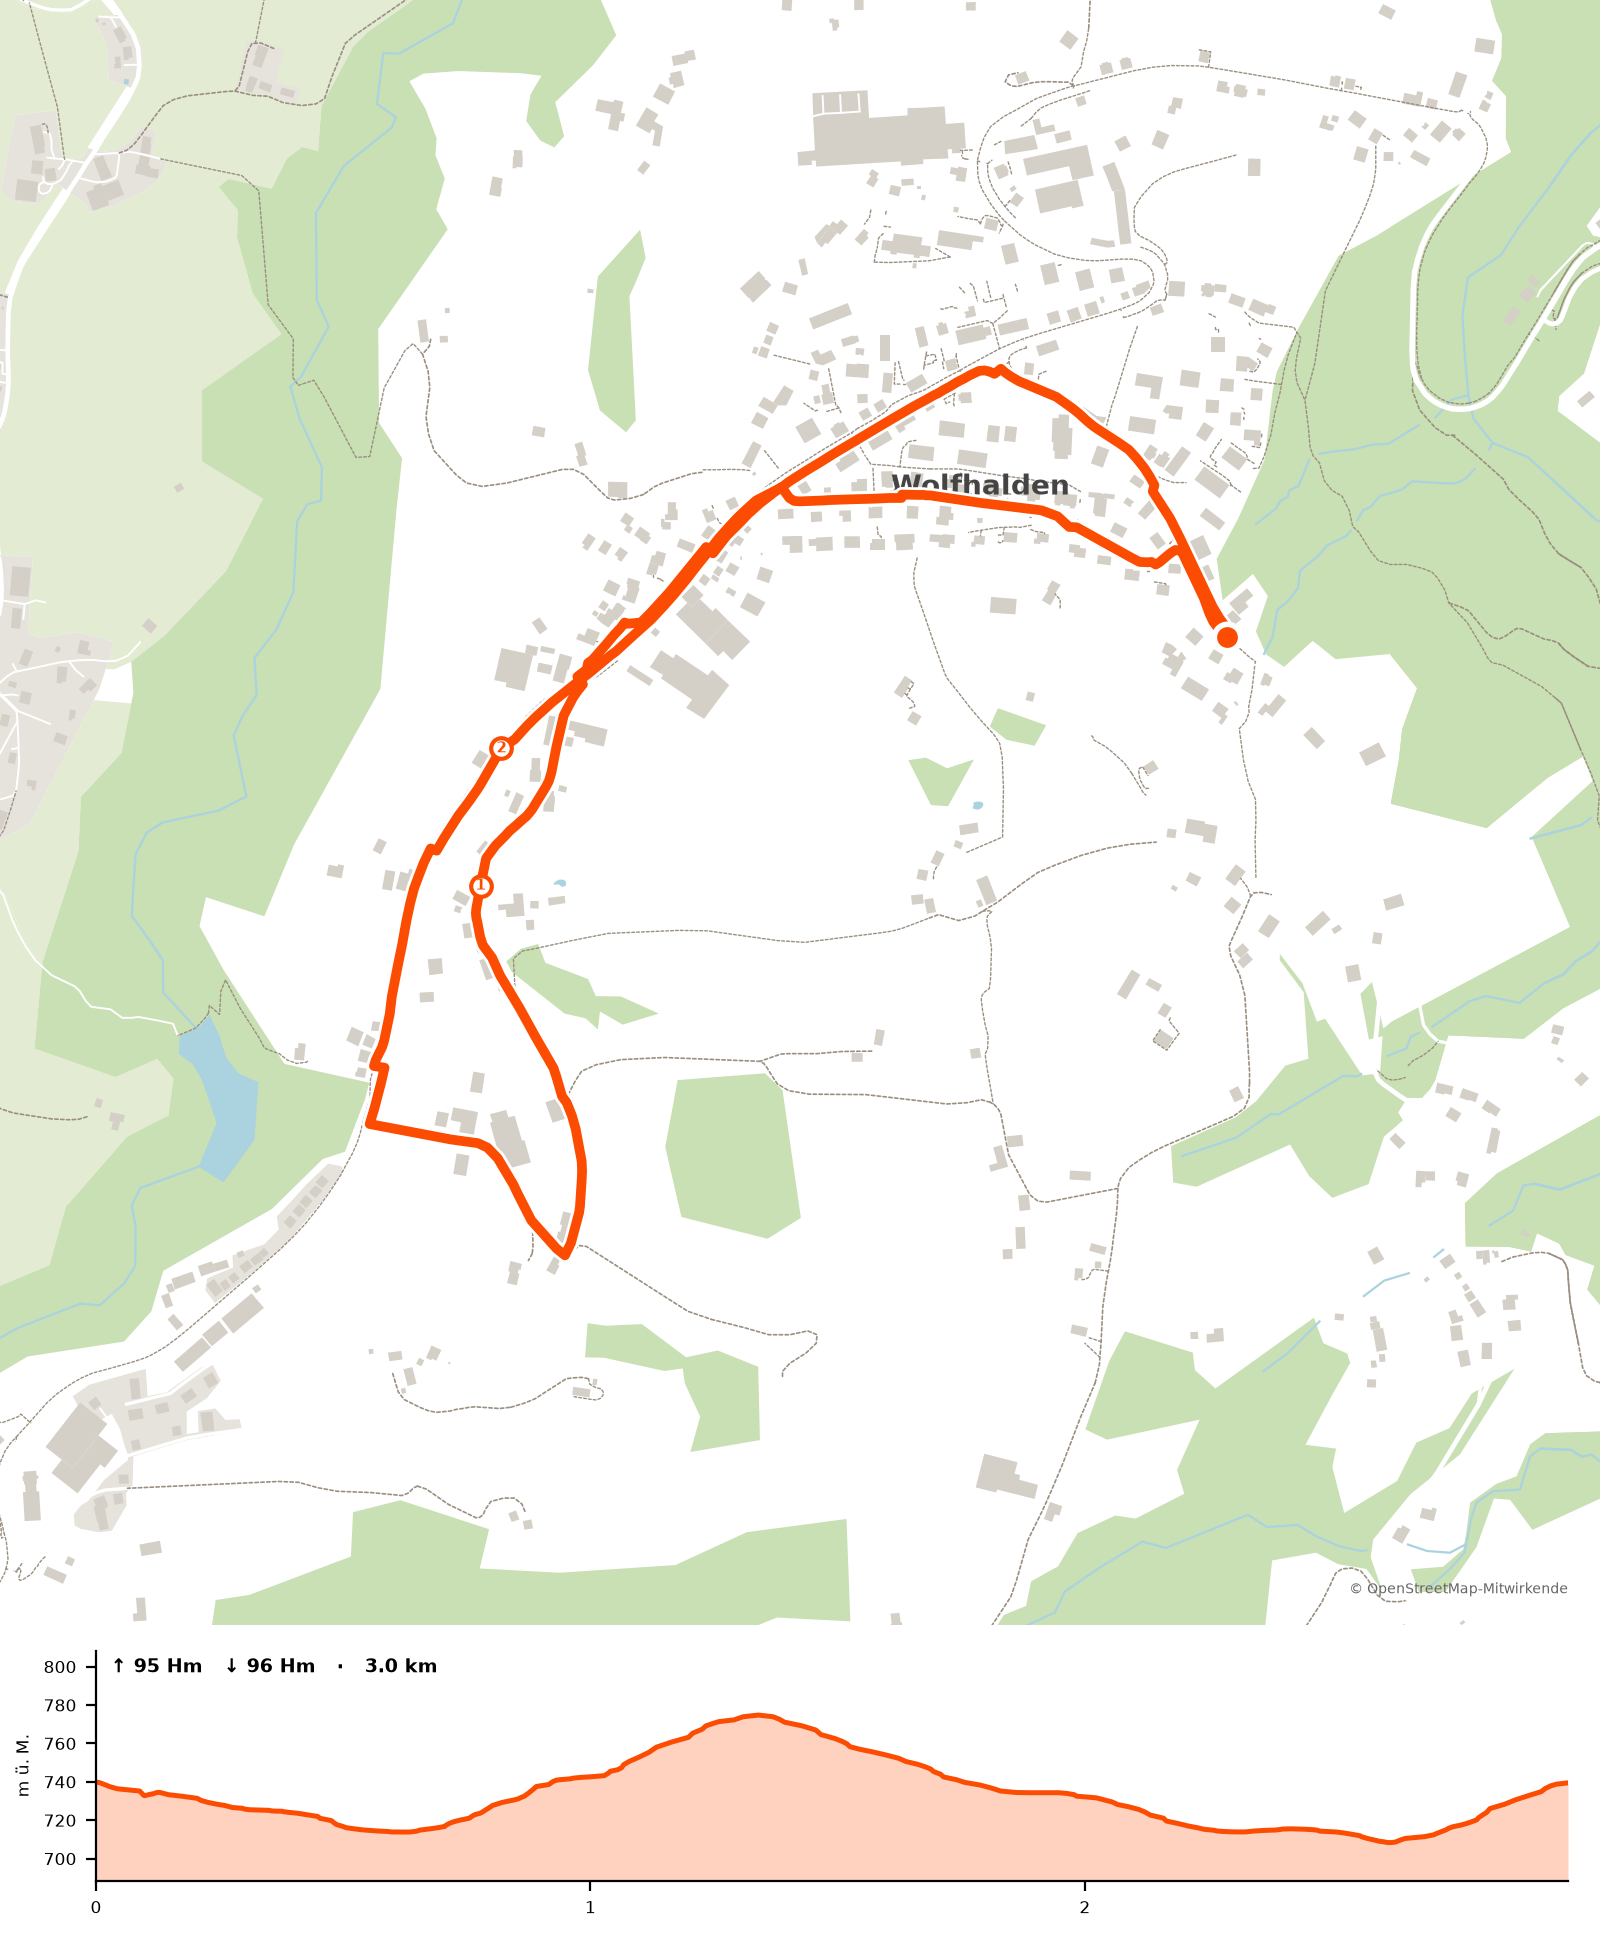 Wolfhalden
2
1
© OpenStreetMap-Mitwirkende
↑ 95 Hm ↓ 96 Hm · 3.0 km
m ü. M.
800
780
760
740
720
700
0 1 2